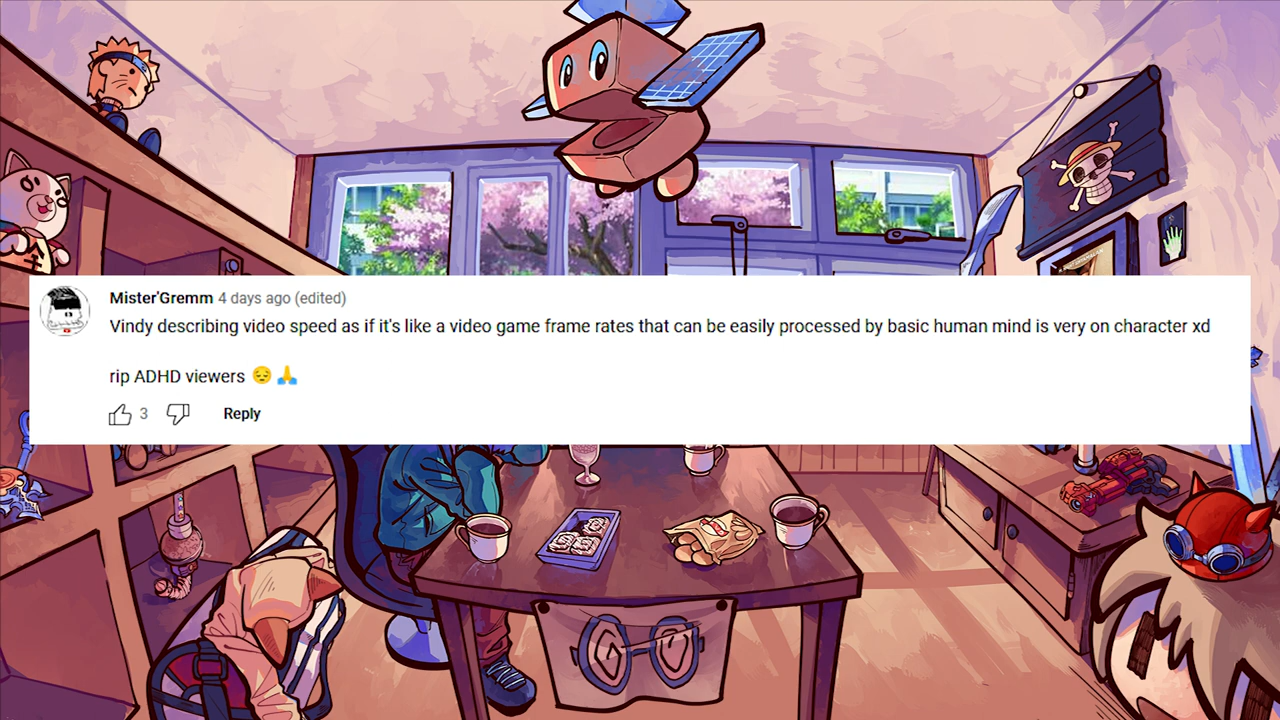 Mister'Gremm 4 days ago (edited)
Vindy describing video speed as if it's like a video game frame rates that can be easily processed by basic human mind is very on character xd
rip ADHD viewers 😔🙏
3 Reply